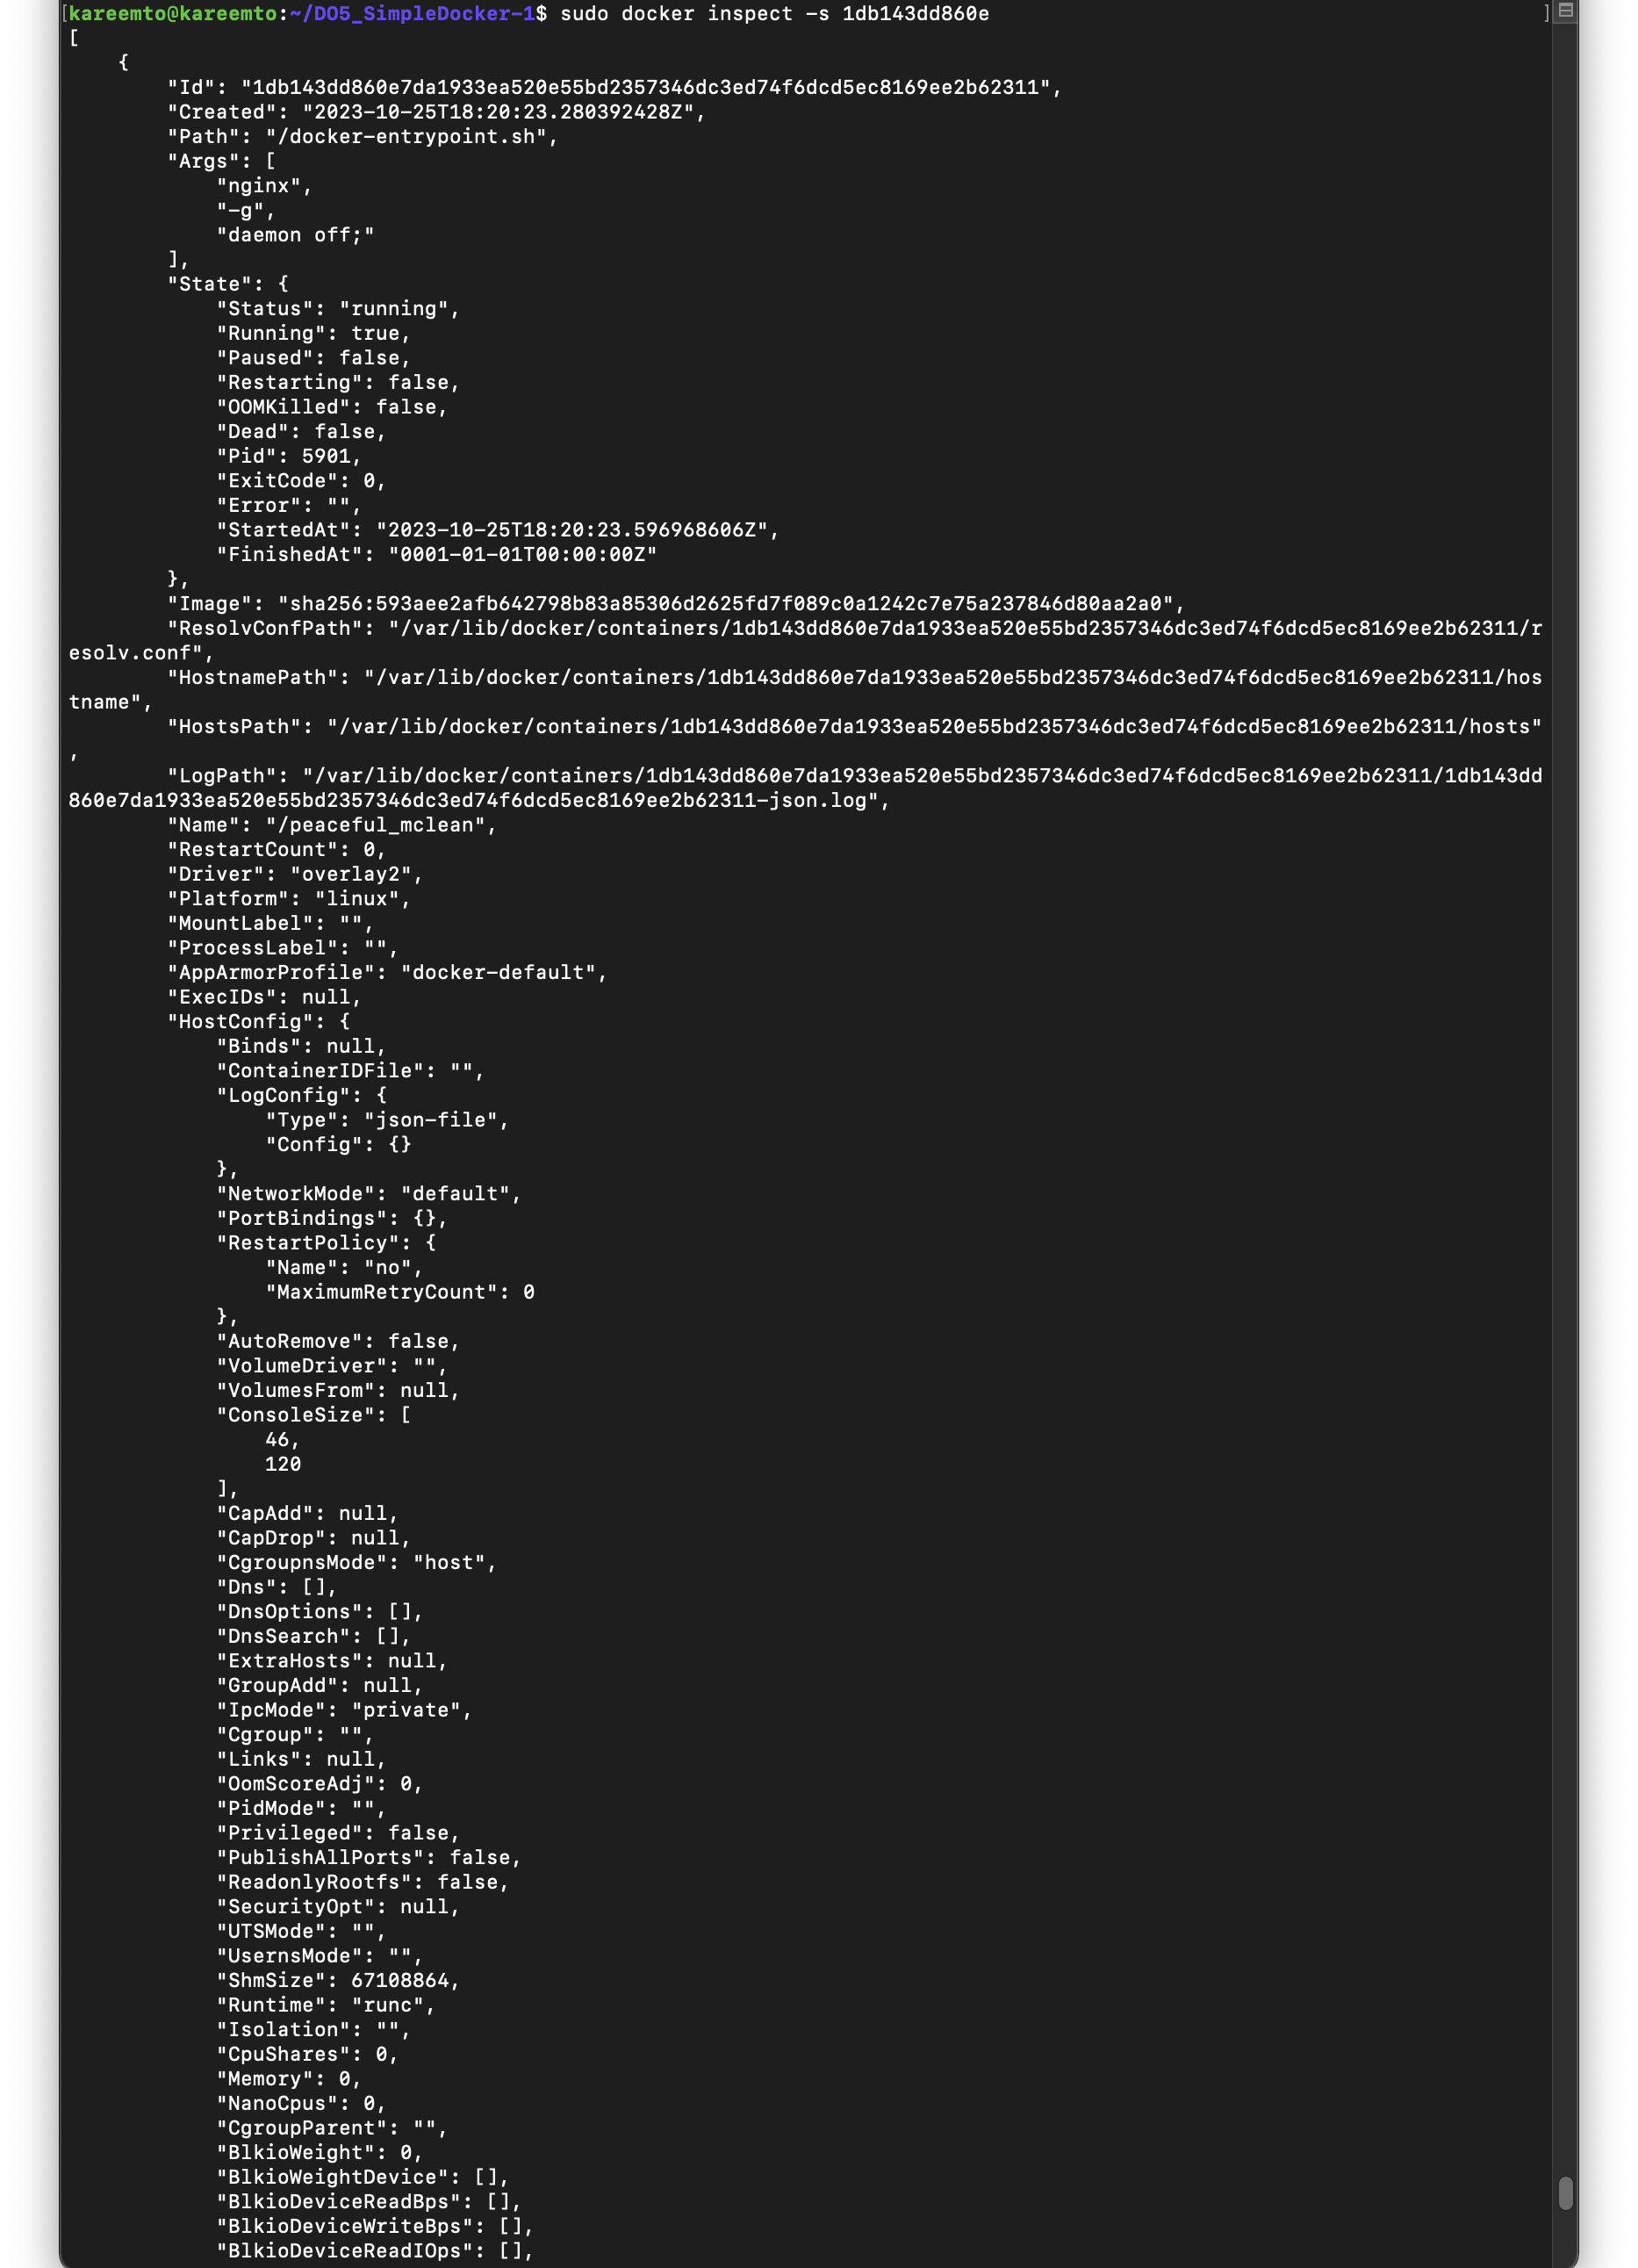 [kareemto@kareemto:~/DO5_SimpleDocker-1$ sudo docker inspect -s 1db143dd860e ]
[
    {
        "Id": "1db143dd860e7da1933ea520e55bd2357346dc3ed74f6dcd5ec8169ee2b62311",
        "Created": "2023-10-25T18:20:23.280392428Z",
        "Path": "/docker-entrypoint.sh",
        "Args": [
            "nginx",
            "-g",
            "daemon off;"
        ],
        "State": {
            "Status": "running",
            "Running": true,
            "Paused": false,
            "Restarting": false,
            "OOMKilled": false,
            "Dead": false,
            "Pid": 5901,
            "ExitCode": 0,
            "Error": "",
            "StartedAt": "2023-10-25T18:20:23.596968606Z",
            "FinishedAt": "0001-01-01T00:00:00Z"
        },
        "Image": "sha256:593aee2afb642798b83a85306d2625fd7f089c0a1242c7e75a237846d80aa2a0",
        "ResolvConfPath": "/var/lib/docker/containers/1db143dd860e7da1933ea520e55bd2357346dc3ed74f6dcd5ec8169ee2b62311/r
esolv.conf",
        "HostnamePath": "/var/lib/docker/containers/1db143dd860e7da1933ea520e55bd2357346dc3ed74f6dcd5ec8169ee2b62311/hos
tname",
        "HostsPath": "/var/lib/docker/containers/1db143dd860e7da1933ea520e55bd2357346dc3ed74f6dcd5ec8169ee2b62311/hosts"
,
        "LogPath": "/var/lib/docker/containers/1db143dd860e7da1933ea520e55bd2357346dc3ed74f6dcd5ec8169ee2b62311/1db143dd
860e7da1933ea520e55bd2357346dc3ed74f6dcd5ec8169ee2b62311-json.log",
        "Name": "/peaceful_mclean",
        "RestartCount": 0,
        "Driver": "overlay2",
        "Platform": "linux",
        "MountLabel": "",
        "ProcessLabel": "",
        "AppArmorProfile": "docker-default",
        "ExecIDs": null,
        "HostConfig": {
            "Binds": null,
            "ContainerIDFile": "",
            "LogConfig": {
                "Type": "json-file",
                "Config": {}
            },
            "NetworkMode": "default",
            "PortBindings": {},
            "RestartPolicy": {
                "Name": "no",
                "MaximumRetryCount": 0
            },
            "AutoRemove": false,
            "VolumeDriver": "",
            "VolumesFrom": null,
            "ConsoleSize": [
                46,
                120
            ],
            "CapAdd": null,
            "CapDrop": null,
            "CgroupnsMode": "host",
            "Dns": [],
            "DnsOptions": [],
            "DnsSearch": [],
            "ExtraHosts": null,
            "GroupAdd": null,
            "IpcMode": "private",
            "Cgroup": "",
            "Links": null,
            "OomScoreAdj": 0,
            "PidMode": "",
            "Privileged": false,
            "PublishAllPorts": false,
            "ReadonlyRootfs": false,
            "SecurityOpt": null,
            "UTSMode": "",
            "UsernsMode": "",
            "ShmSize": 67108864,
            "Runtime": "runc",
            "Isolation": "",
            "CpuShares": 0,
            "Memory": 0,
            "NanoCpus": 0,
            "CgroupParent": "",
            "BlkioWeight": 0,
            "BlkioWeightDevice": [],
            "BlkioDeviceReadBps": [],
            "BlkioDeviceWriteBps": [],
            "BlkioDeviceReadIOps": [],